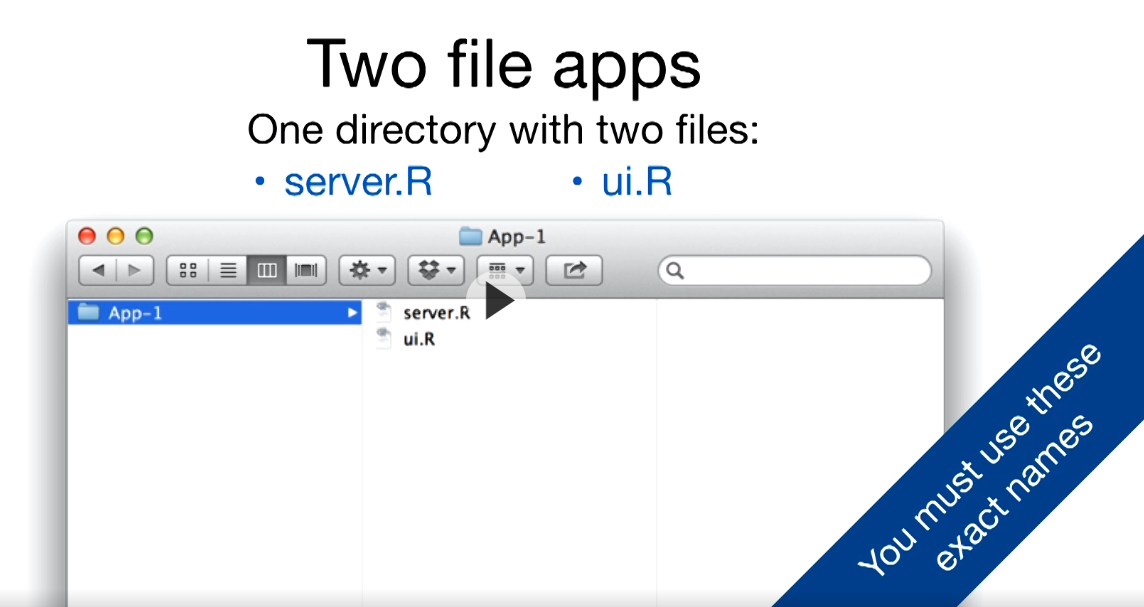 Two file apps
One directory with two files:
• server.R • ui.R
App-1
App-1
server.R
ui.R
You must use these
exact names